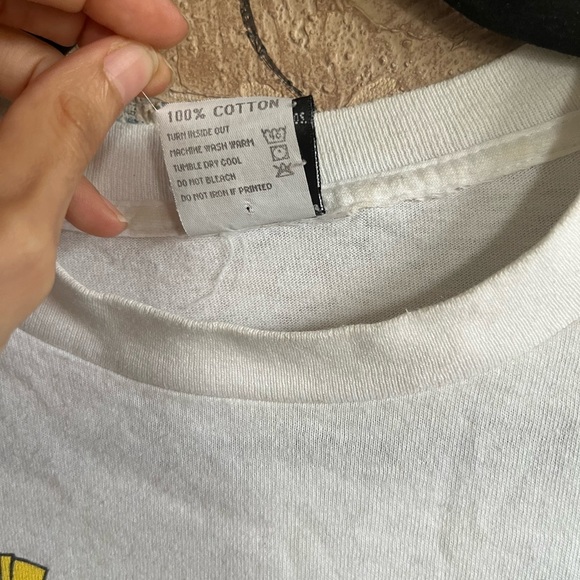 100% COTTON
TURN INSIDE OUT
MACHINE WASH WARM
TUMBLE DRY COOL
DO NOT BLEACH
DO NOT IRON IF PRINTED
OS.